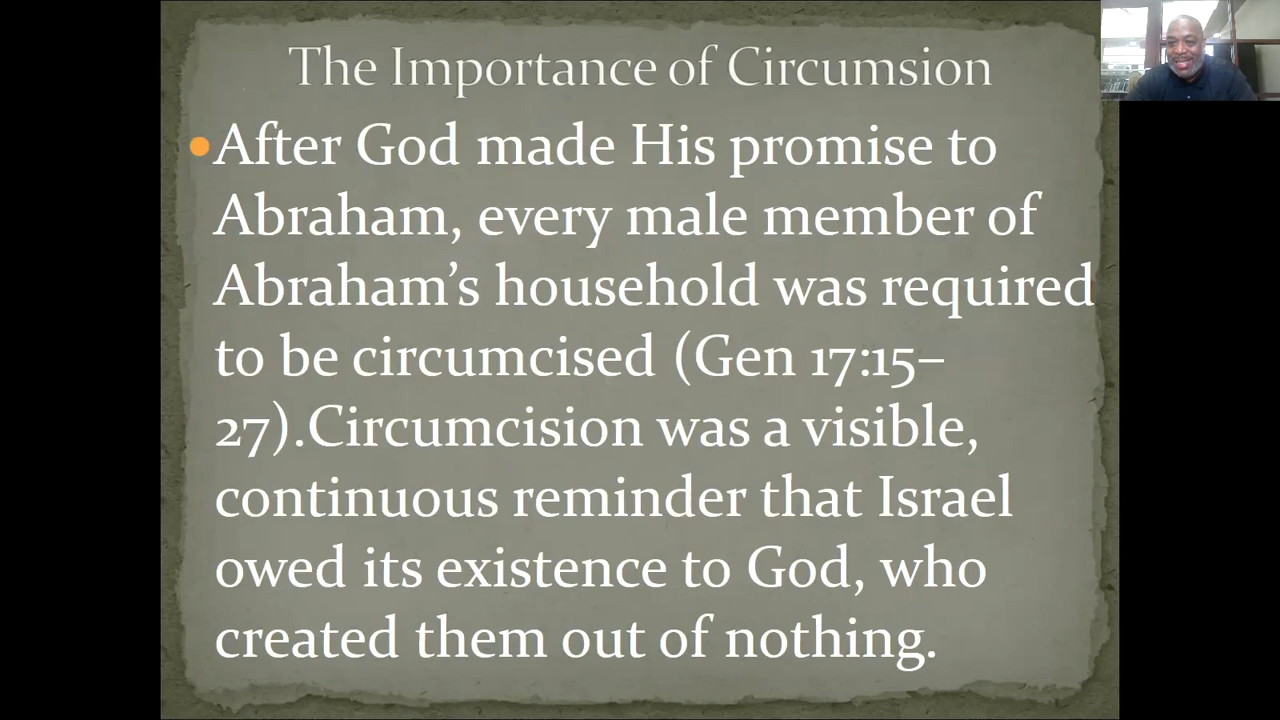 The Importance of Circumsion
•After God made His promise to
Abraham, every male member of
Abraham’s household was required
to be circumcised (Gen 17:15–
27).Circumcision was a visible,
continuous reminder that Israel
owed its existence to God, who
created them out of nothing.